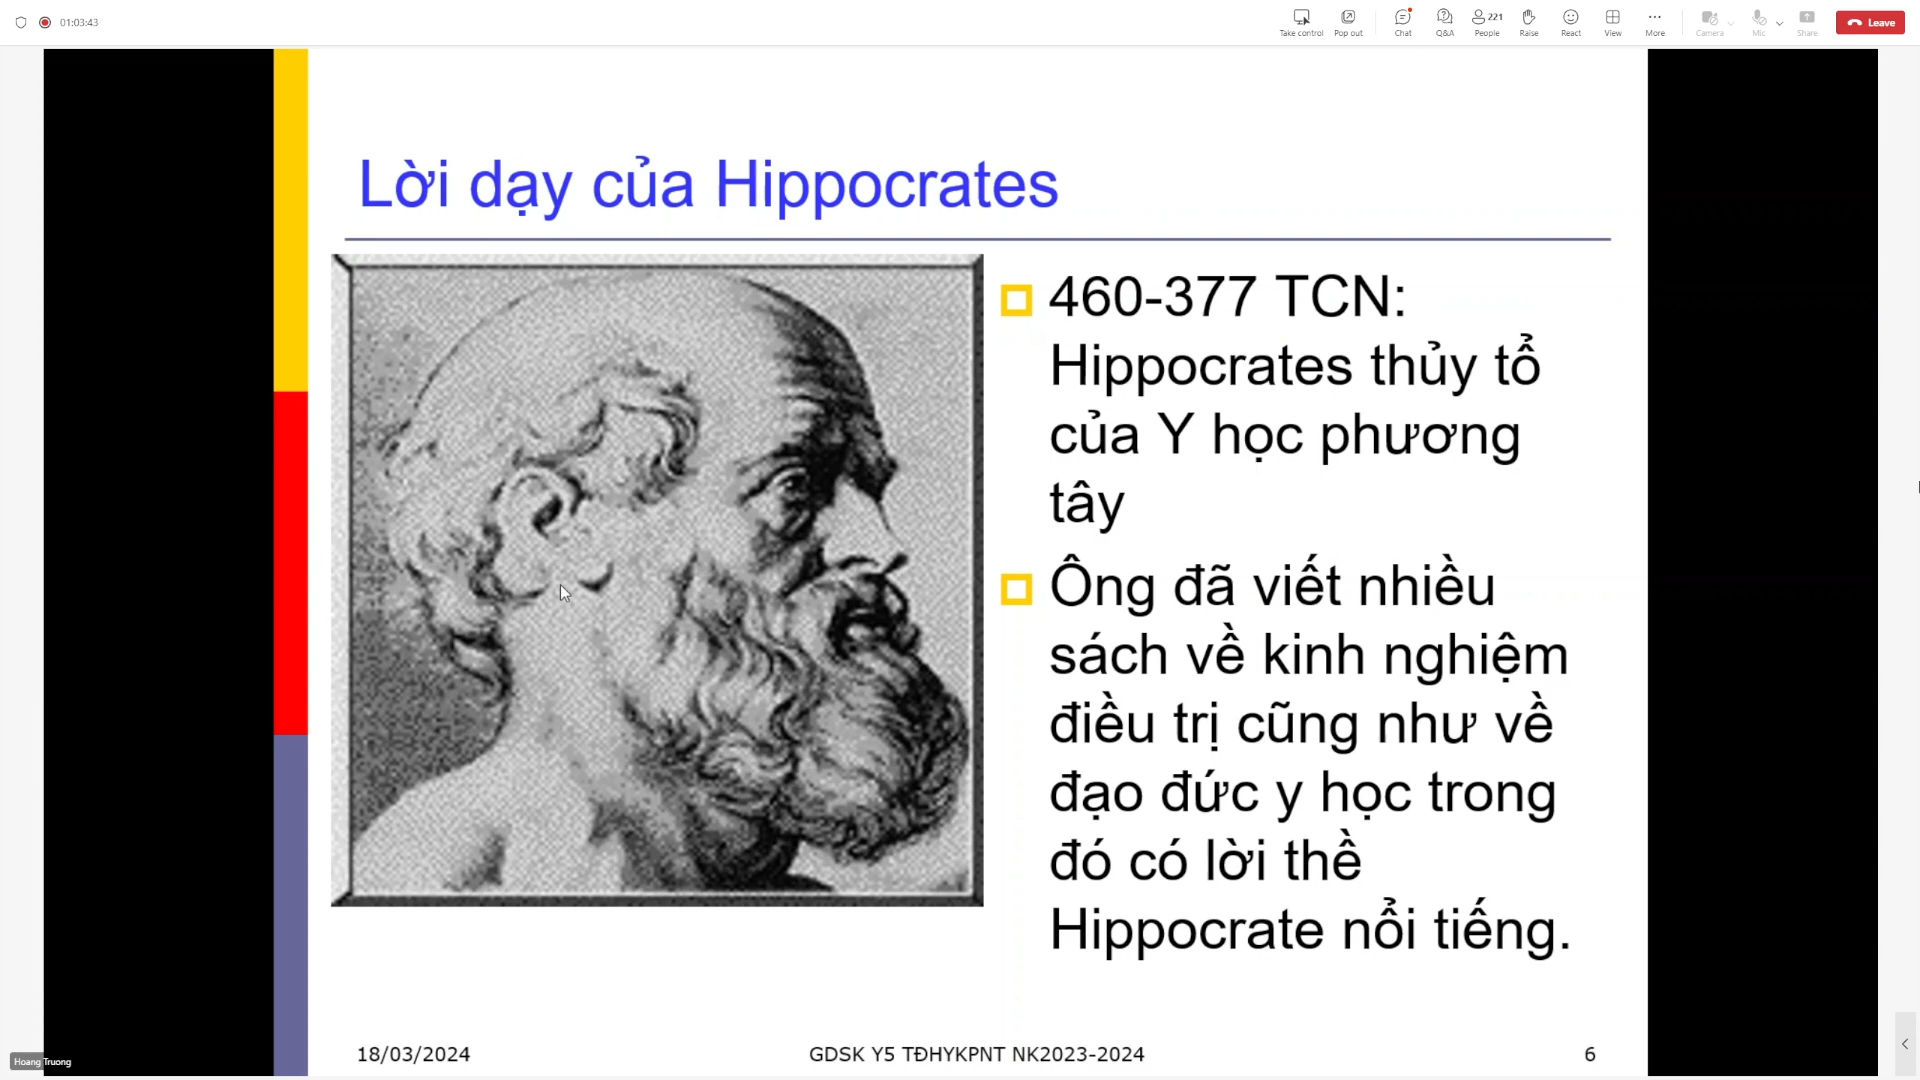 01:03:43
Take control
Pop out
Chat
Q&A
221
People
Raise
React
View
More
Camera
Mic
Share
Leave
Lời dạy của Hippocrates
460-377 TCN:
Hippocrates thủy tổ
của Y học phương
tây
Ông đã viết nhiều
sách về kinh nghiệm
điều trị cũng như về
đạo đức y học trong
đó có lời thề
Hippocrate nổi tiếng.
18/03/2024
GDSK Y5 TĐHYKPNT NK2023-2024
6
Hoang Truong